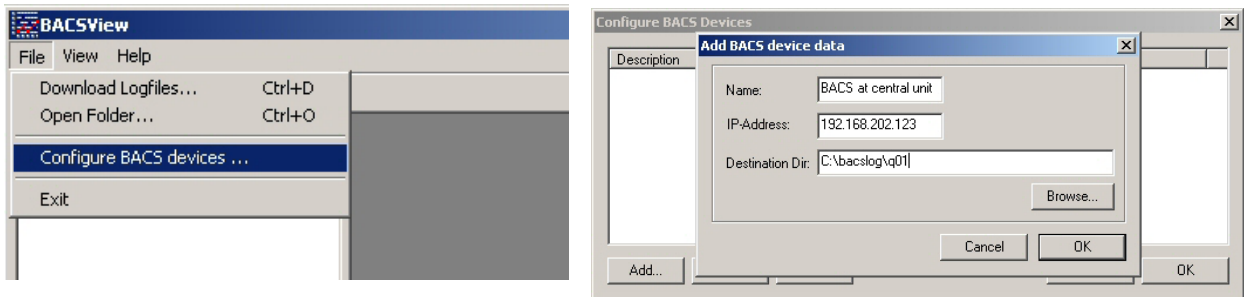 BACSView
File View Help
Download Logfiles... Ctrl+D
Open Folder... Ctrl+O
Configure BACS devices ...
Exit
Configure BACS Devices
Description
Add BACS device data
Name: BACS at central unit
IP-Address: 192.168.202.123
Destination Dir: C:\bacslog\q01
Browse...
Cancel OK
Add... OK